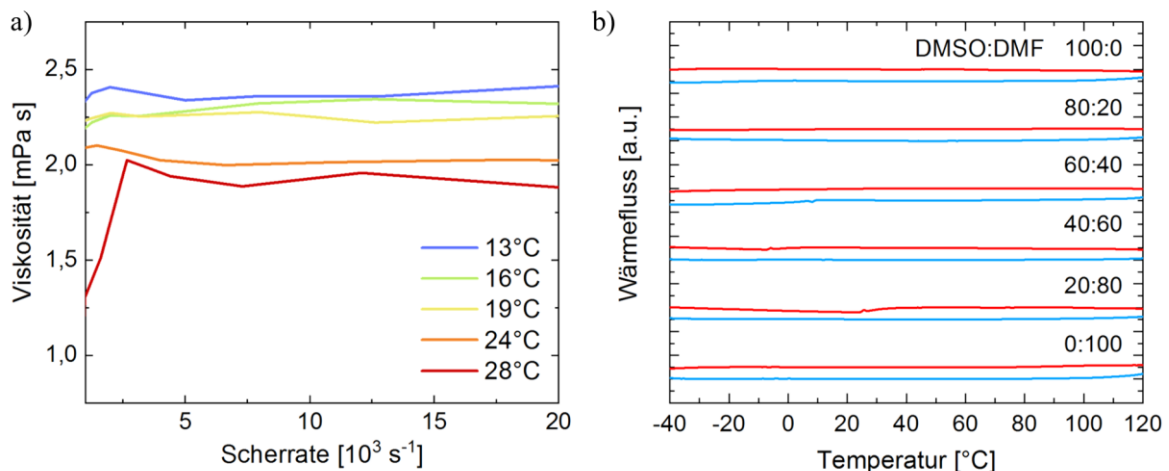 a)
Viskosität [mPa s]
2,5
2,0
1,5
1,0
13°C
16°C
19°C
24°C
28°C
5 10 15 20
Scherrate [10³ s⁻¹]
b)
Wärmefluss [a.u.]
DMSO:DMF 100:0
80:20
60:40
40:60
20:80
0:100
-40 -20 0 20 40 60 80 100 120
Temperatur [°C]